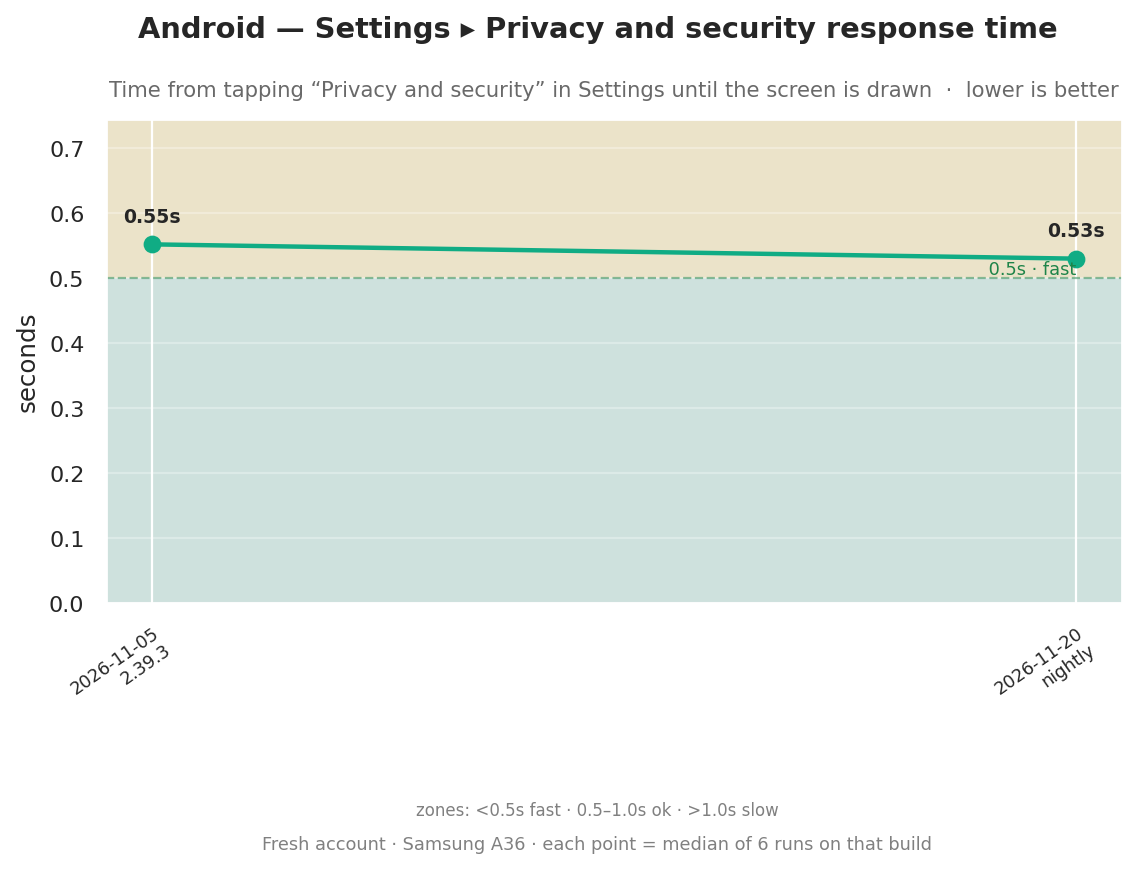 Android — Settings ▸ Privacy and security response time
Time from tapping “Privacy and security” in Settings until the screen is drawn · lower is better
0.7
0.6
0.5
0.4
0.3
0.2
0.1
0.0
seconds
0.55s
0.53s
0.5s · fast
2026-11-05
2.39.3
2026-11-20
nightly
zones: <0.5s fast · 0.5–1.0s ok · >1.0s slow
Fresh account · Samsung A36 · each point = median of 6 runs on that build